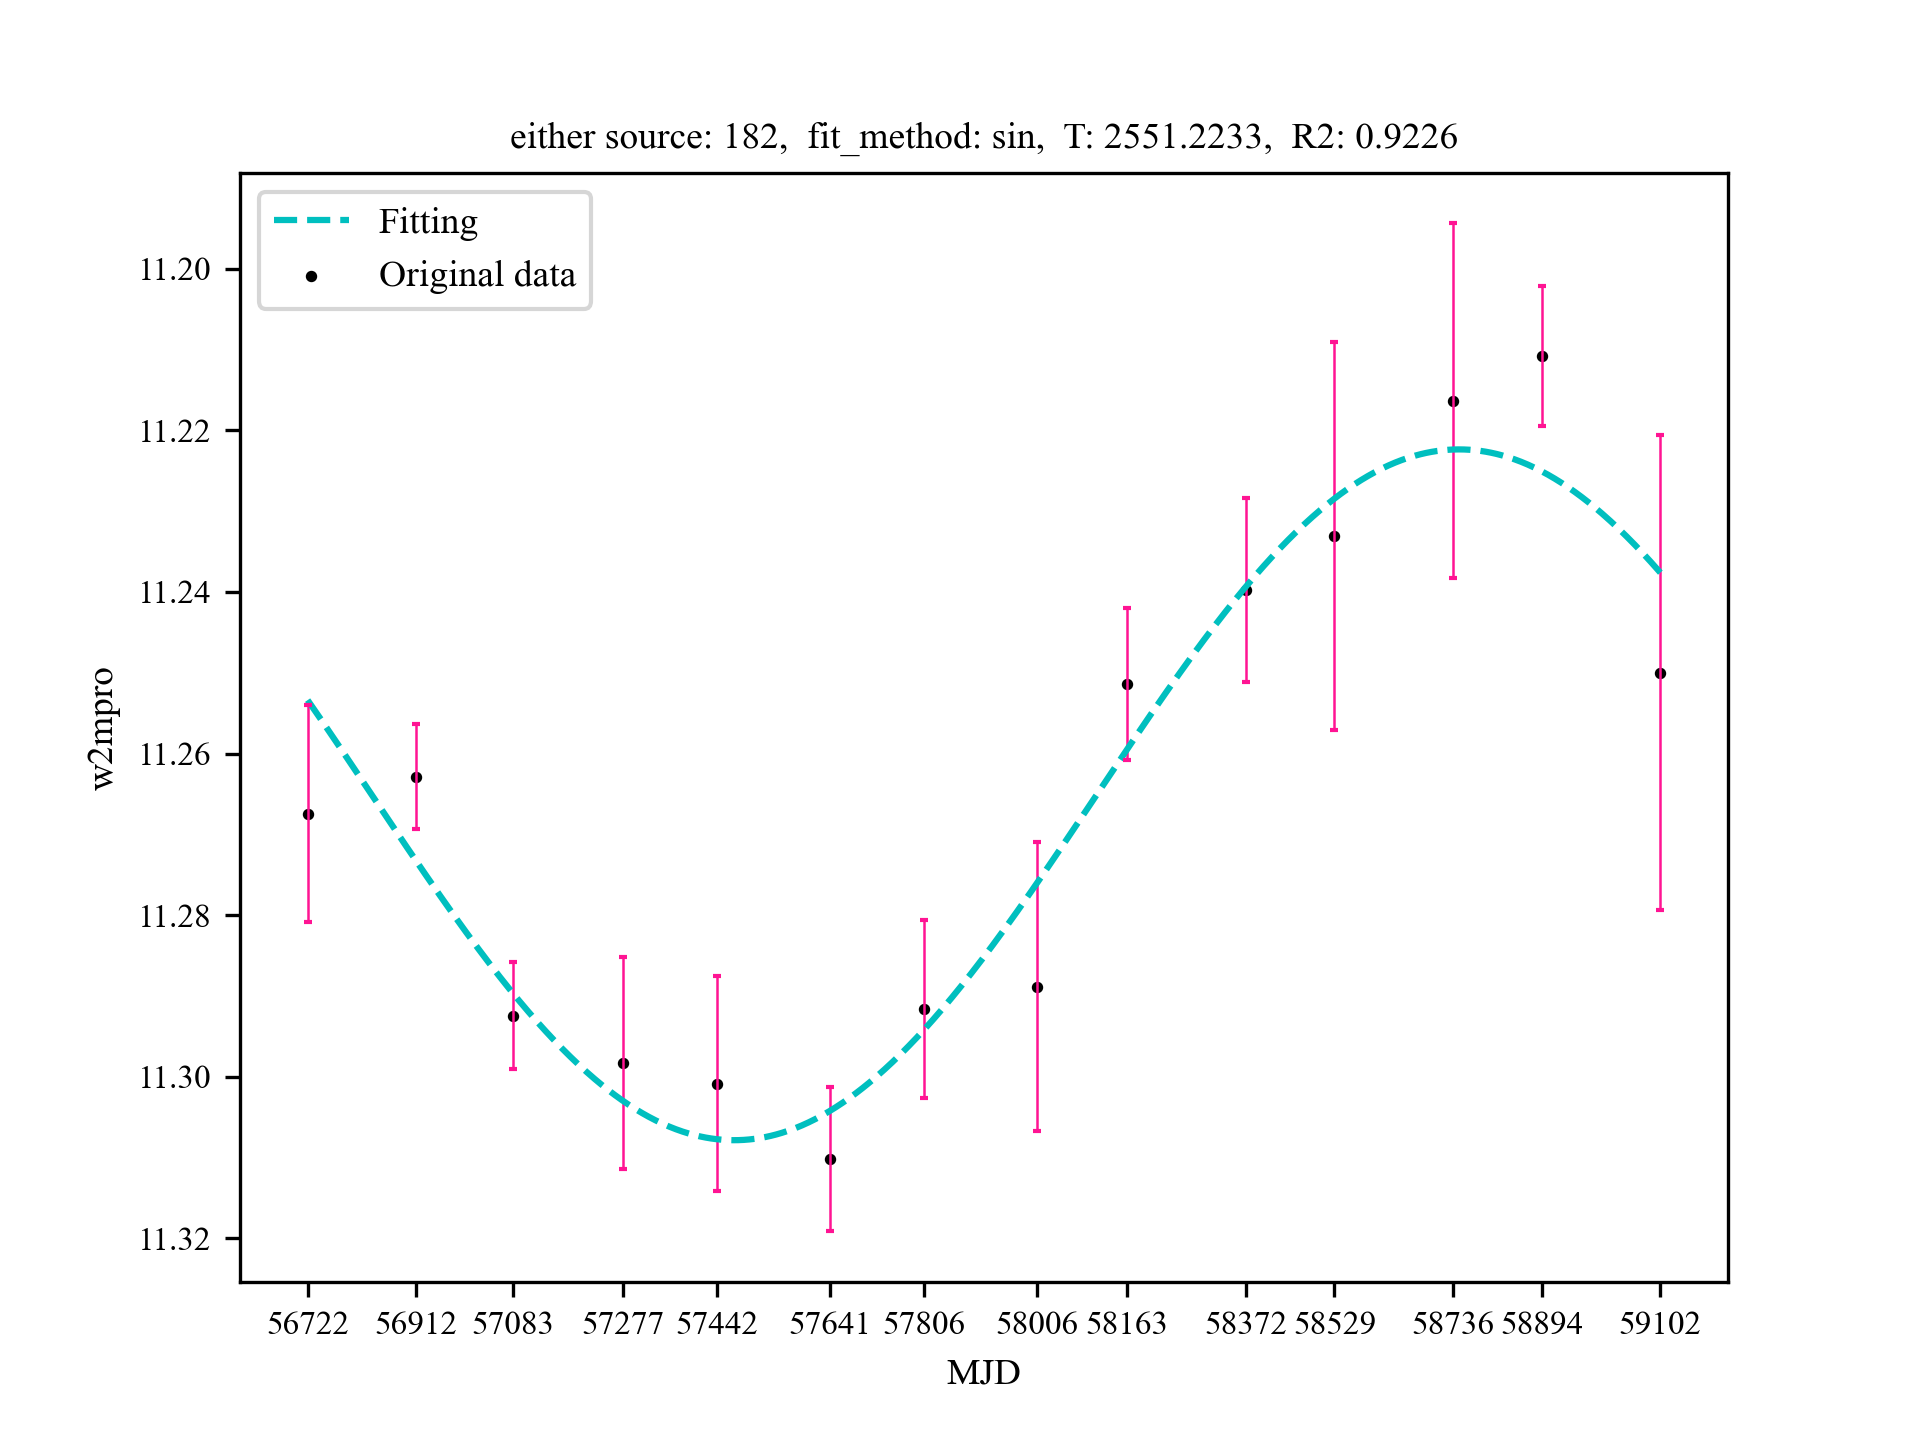 either source: 182,  fit_method: sin,  T: 2551.2233,  R2: 0.9226
Fitting
Original data
11.20
11.22
11.24
11.26
11.28
11.30
11.32
w2mpro
56722 56912 57083 57277 57442 57641 57806 58006 58163 58372 58529 58736 58894 59102
MJD